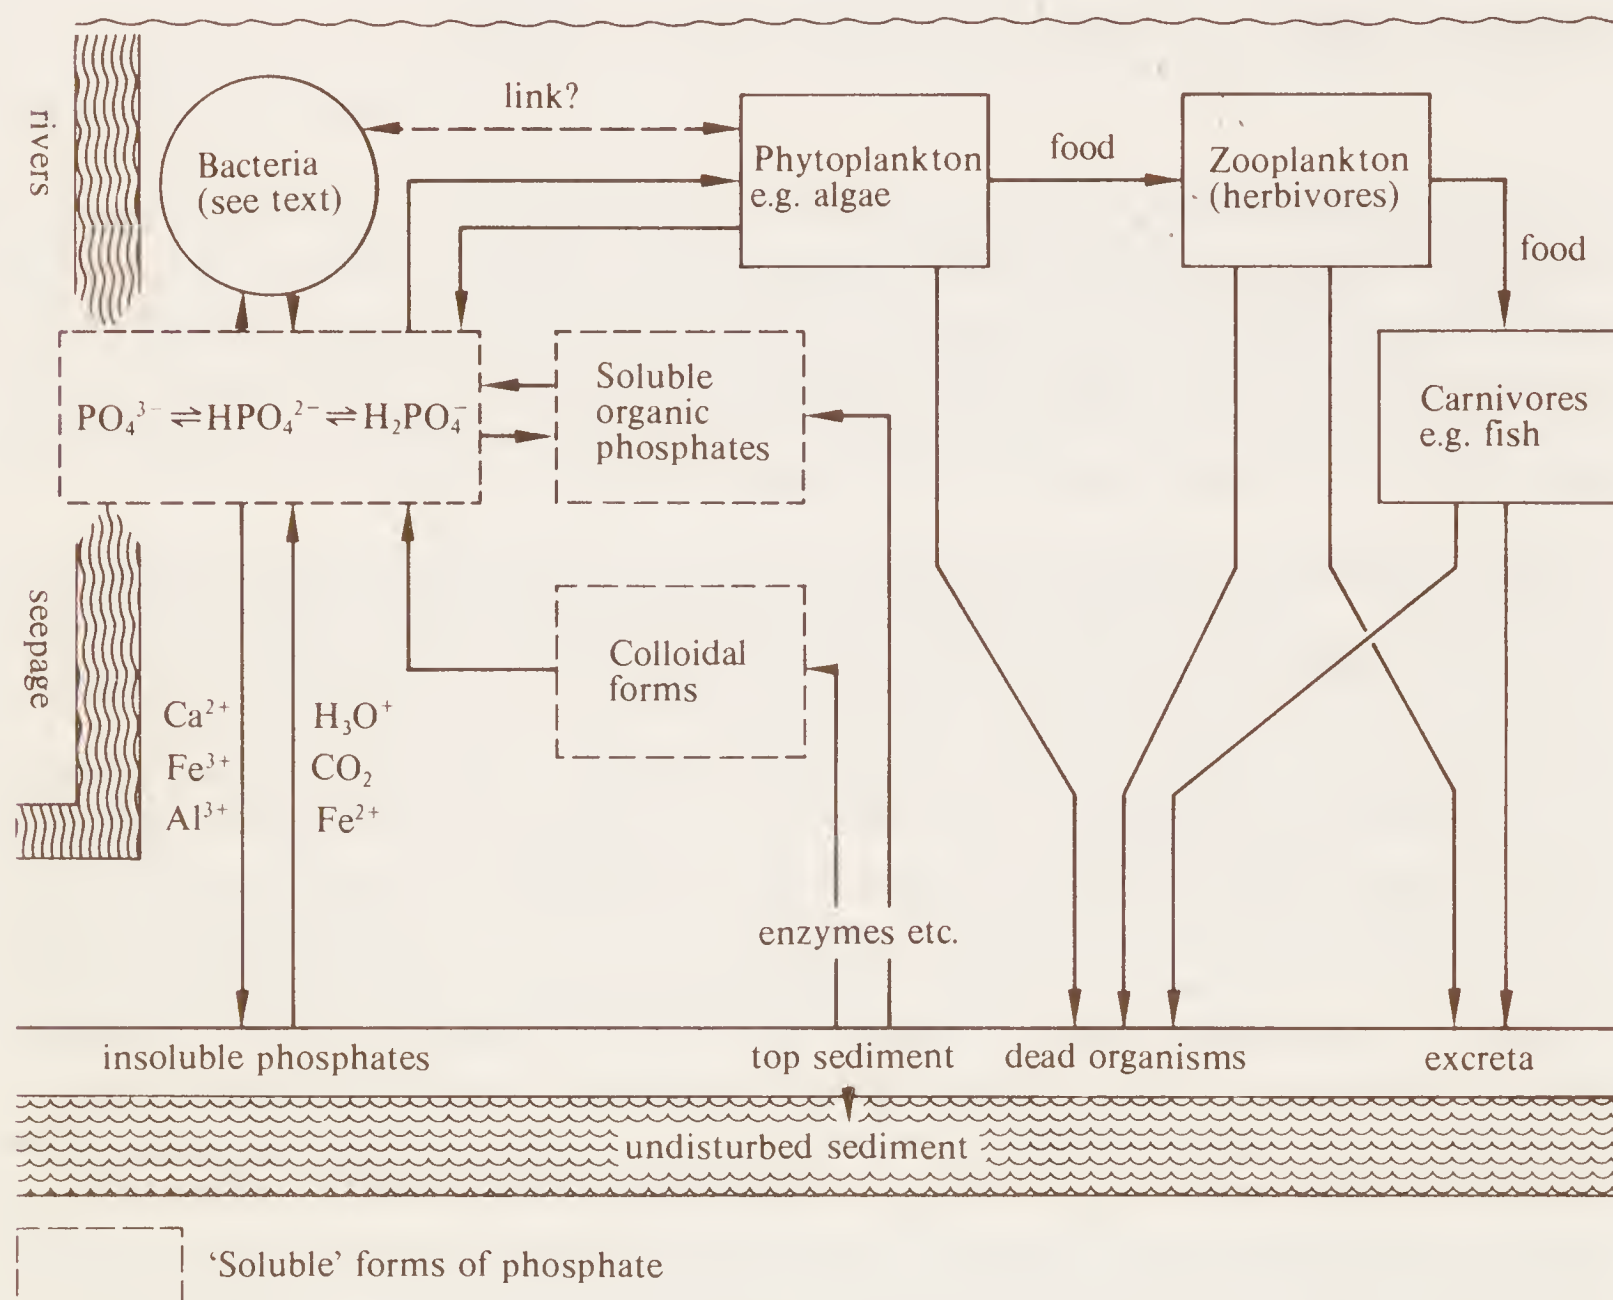 link?
rivers
Bacteria
(see text)
Phytoplankton
e.g. algae
food
Zooplankton
(herbivores)
food
PO₄³⁻ ⇌ HPO₄²⁻ ⇌ H₂PO₄⁻
Soluble
organic
phosphates
Carnivores
e.g. fish
seepage
Colloidal
forms
Ca²⁺
Fe³⁺
Al³⁺
H₃O⁺
CO₂
Fe²⁺
enzymes etc.
insoluble phosphates
top sediment
dead organisms
excreta
undisturbed sediment
‘Soluble’ forms of phosphate